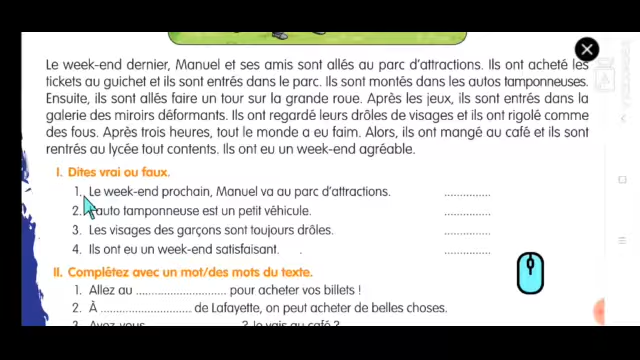 Le week-end dernier, Manuel et ses amis sont allés au parc d'attractions. Ils ont acheté les
tickets au guichet et ils sont entrés dans le parc. Ils sont montés dans les autos tamponneuses.
Ensuite, ils sont allés faire un tour sur la grande roue. Après les jeux, ils sont entrés dans la
galerie des miroirs déformants. Ils ont regardé leurs drôles de visages et ils ont rigolé comme
des fous. Après trois heures, tout le monde a eu faim. Alors, ils ont mangé au café et ils sont
rentrés au lycée tout contents. Ils ont eu un week-end agréable.
I. Dites vrai ou faux.
1. Le week-end prochain, Manuel va au parc d'attractions. ...............
2. auto tamponneuse est un petit véhicule. ...............
3. Les visages des garçons sont toujours drôles. ...............
4. Ils ont eu un week-end satisfaisant. . ...............
II. Complétez avec un mot/des mots du texte.
1. Allez au ............................ pour acheter vos billets !
2. À ............................ de Lafayette, on peut acheter de belles choses.
3. Avez-vous ............................ ? Je vais au café ?